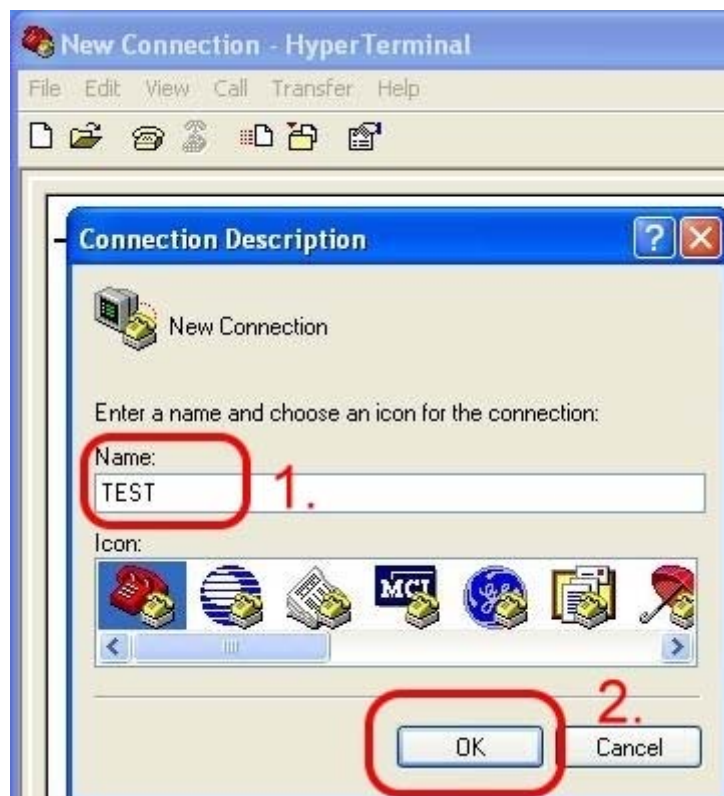 New Connection - HyperTerminal
File Edit View Call Transfer Help
Connection Description
New Connection
Enter a name and choose an icon for the connection:
Name:
TEST
1.
Icon:
MCI
2.
OK Cancel